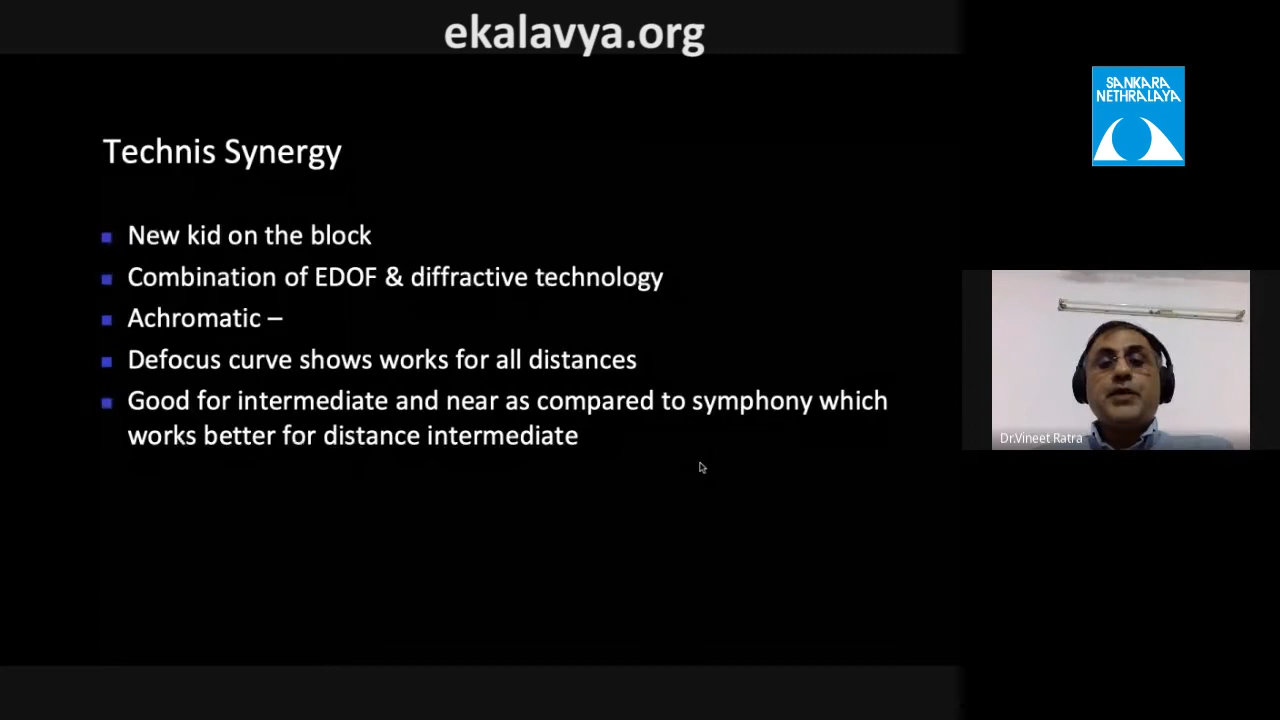 ekalavya.org
SANKARA
NETHRALAYA
Technis Synergy
New kid on the block
Combination of EDOF & diffractive technology
Achromatic –
Defocus curve shows works for all distances
Good for intermediate and near as compared to symphony which
works better for distance intermediate
Dr.Vineet Ratra